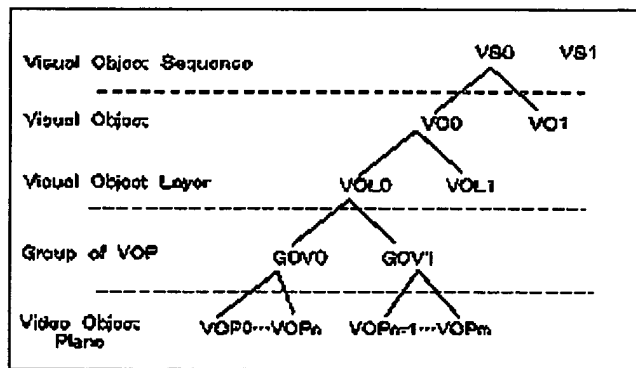 Visual Object Sequence VS0 VS1
Visual Object VO0 VO1
Visual Object Layer VOL0 VOL1
Group of VOP GOV0 GOV1
Video Object Plane VOP0···VOPn VOPn-1···VOPm